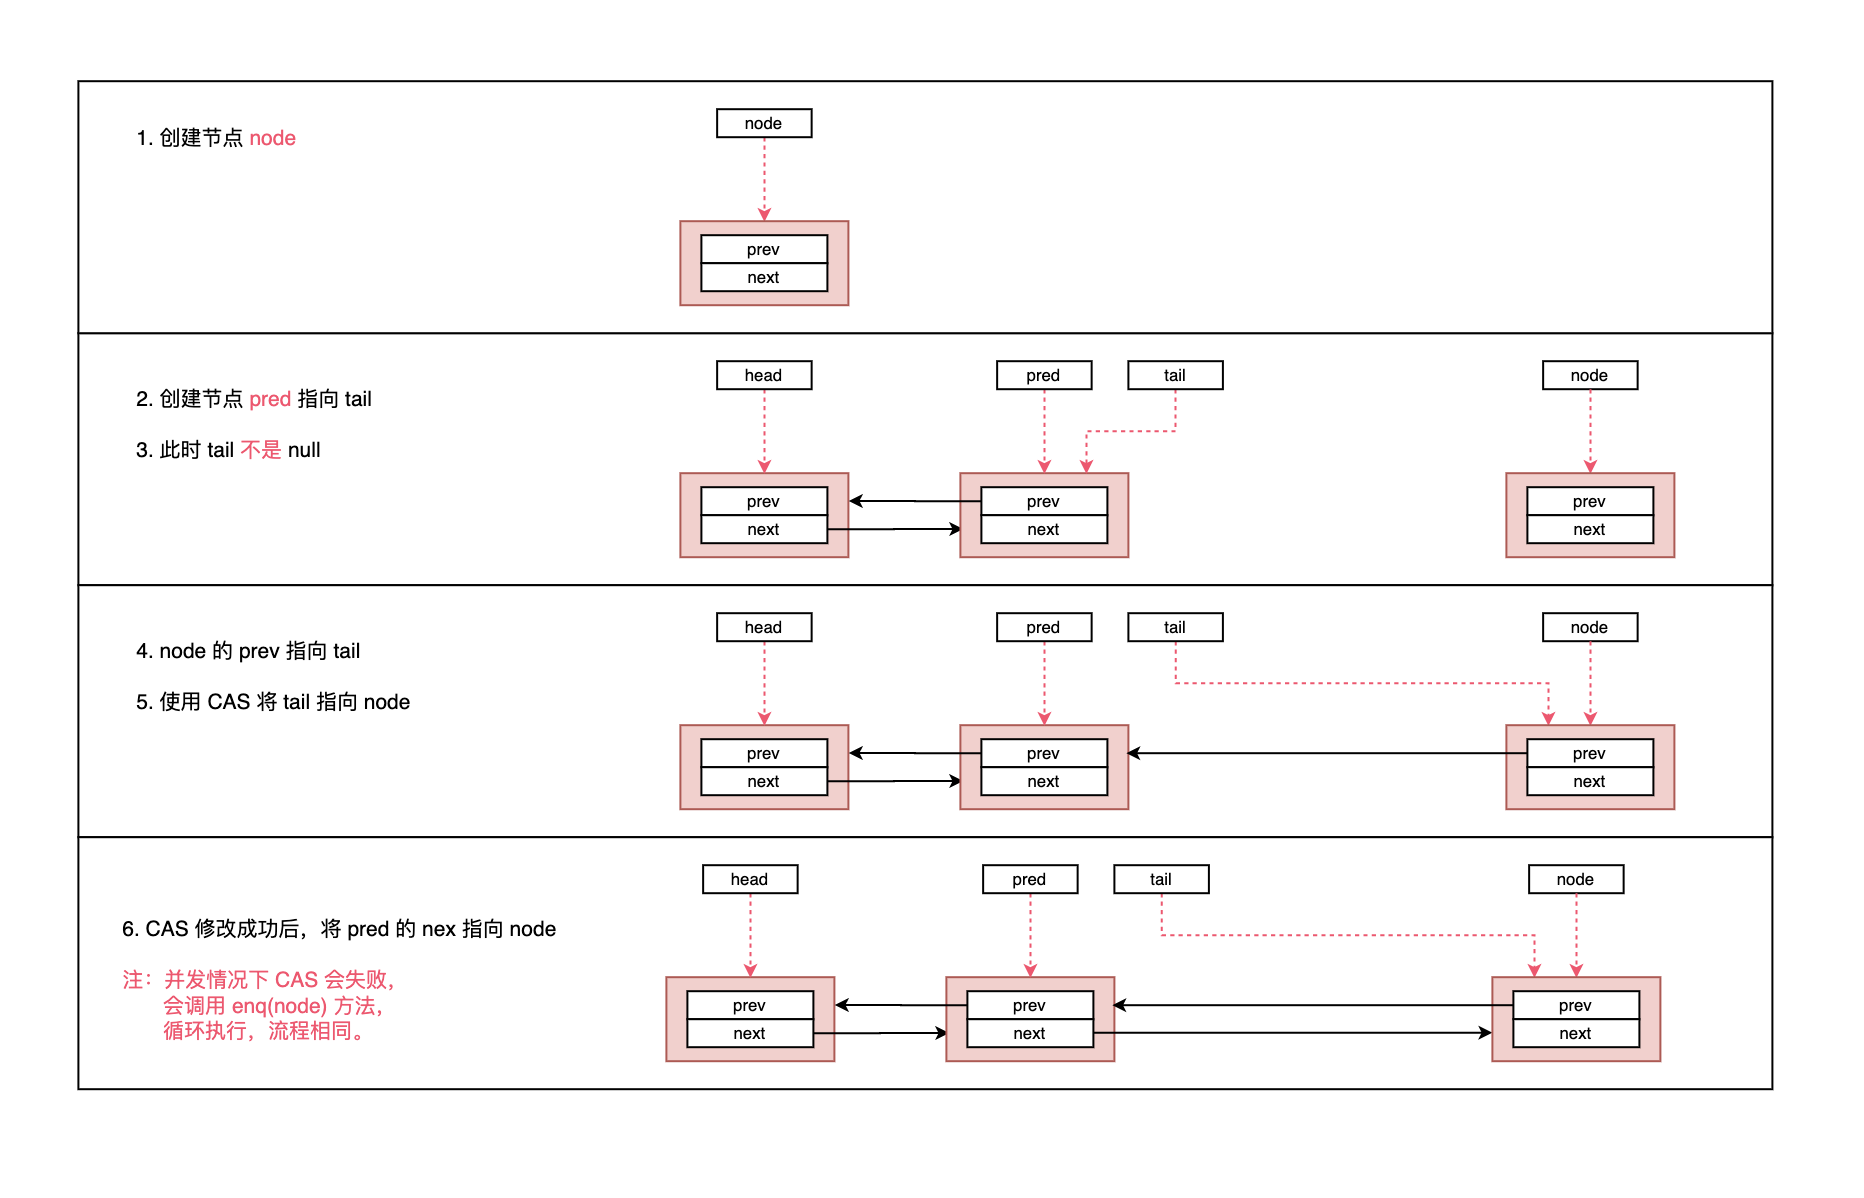 1. 创建节点 node
node
prev
next
2. 创建节点 pred 指向 tail
3. 此时 tail 不是 null
head
pred
tail
node
prev
next
prev
next
prev
next
4. node 的 prev 指向 tail
5. 使用 CAS 将 tail 指向 node
head
pred
tail
node
prev
next
prev
next
prev
next
6. CAS 修改成功后，将 pred 的 nex 指向 node
注：并发情况下 CAS 会失败，
会调用 enq(node) 方法，
循环执行，流程相同。
head
pred
tail
node
prev
next
prev
next
prev
next